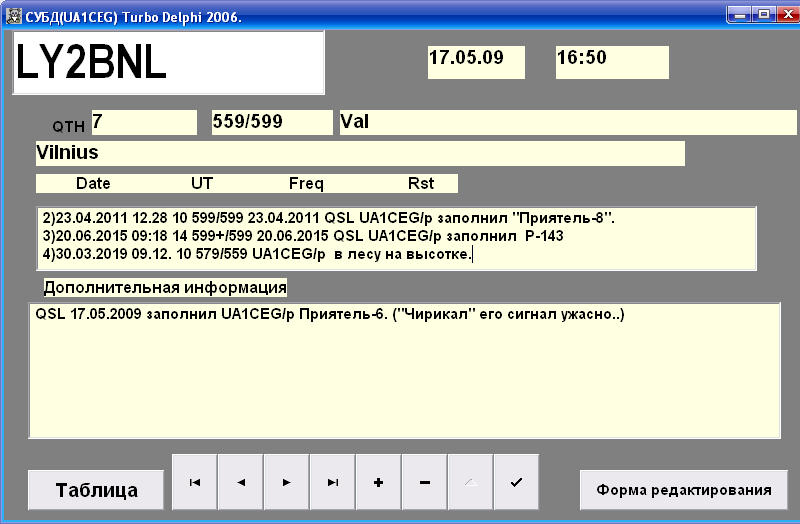 СУБД(UA1CEG) Turbo Delphi 2006.
LY2BNL
17.05.09 16:50
QTH 7 559/599 Val
Vilnius
Date UT Freq Rst
2)23.04.2011 12.28 10 599/599 23.04.2011 QSL UA1CEG/p заполнил "Приятель-8".
3)20.06.2015 09:18 14 599+/599 20.06.2015 QSL UA1CEG/p заполнил Р-143
4)30.03.2019 09.12. 10 579/559 UA1CEG/p в лесу на высотке.
Дополнительная информация
QSL 17.05.2009 заполнил UA1CEG/p Приятель-6. ("Чирикал" его сигнал ужасно..)
Таблица Форма редактирования